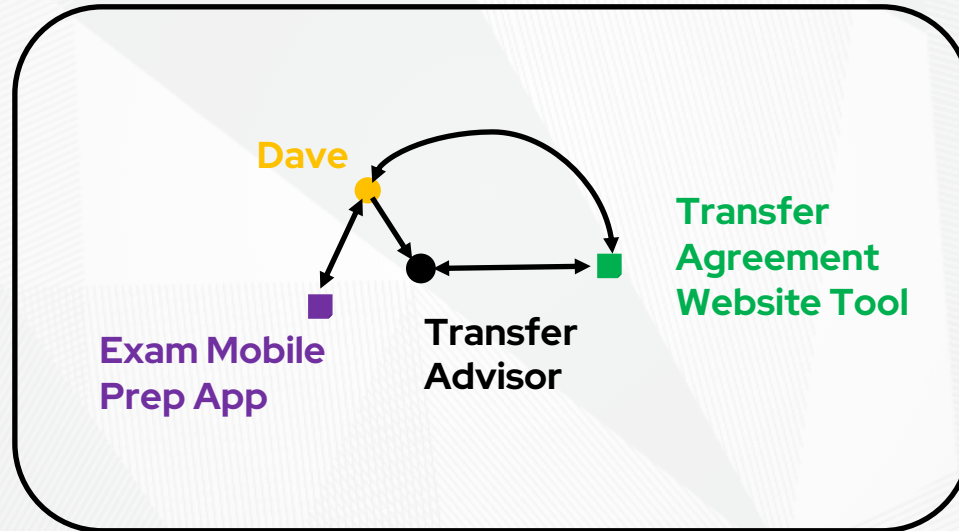 Dave
Transfer
Agreement
Website Tool
Transfer
Advisor
Exam Mobile
Prep App